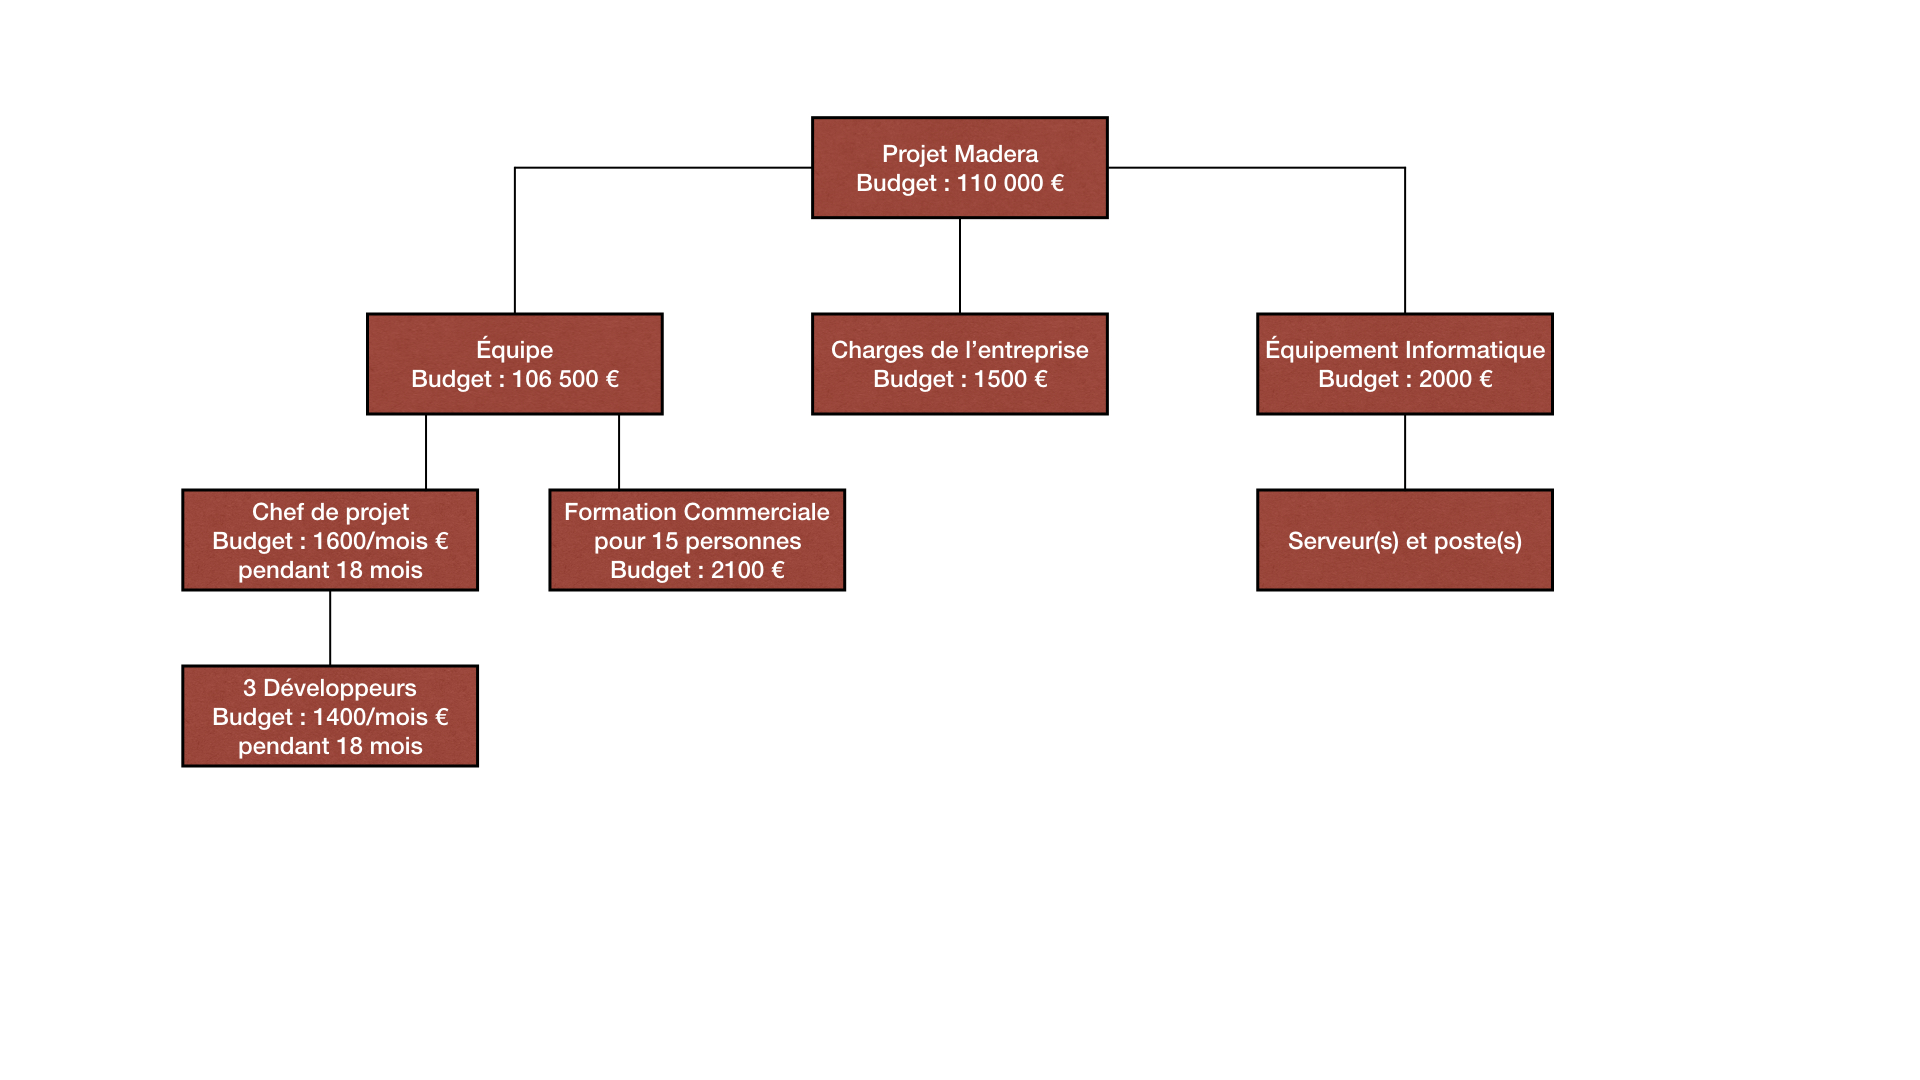 Projet Madera
Budget : 110 000 €
Équipe
Budget : 106 500 €
Charges de l’entreprise
Budget : 1500 €
Équipement Informatique
Budget : 2000 €
Chef de projet
Budget : 1600/mois €
pendant 18 mois
Formation Commerciale
pour 15 personnes
Budget : 2100 €
Serveur(s) et poste(s)
3 Développeurs
Budget : 1400/mois €
pendant 18 mois